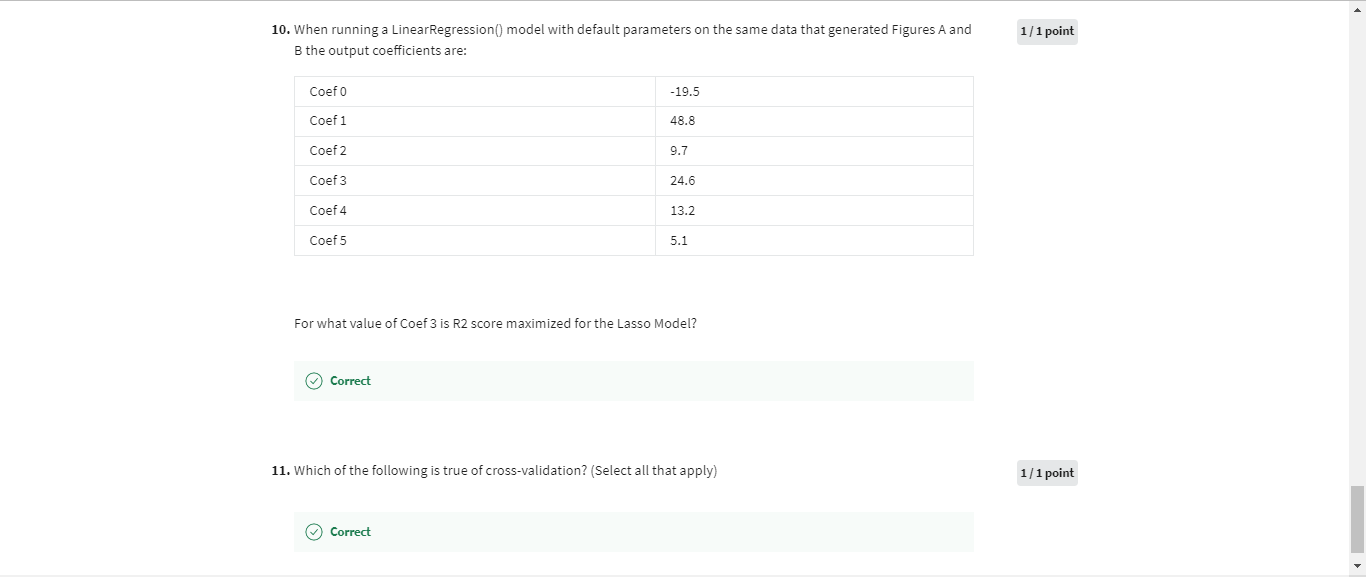 10. When running a LinearRegression() model with default parameters on the same data that generated Figures A and
B the output coefficients are:
1 / 1 point
Coef 0 -19.5
Coef 1 48.8
Coef 2 9.7
Coef 3 24.6
Coef 4 13.2
Coef 5 5.1
For what value of Coef 3 is R2 score maximized for the Lasso Model?
Correct
11. Which of the following is true of cross-validation? (Select all that apply)
1 / 1 point
Correct